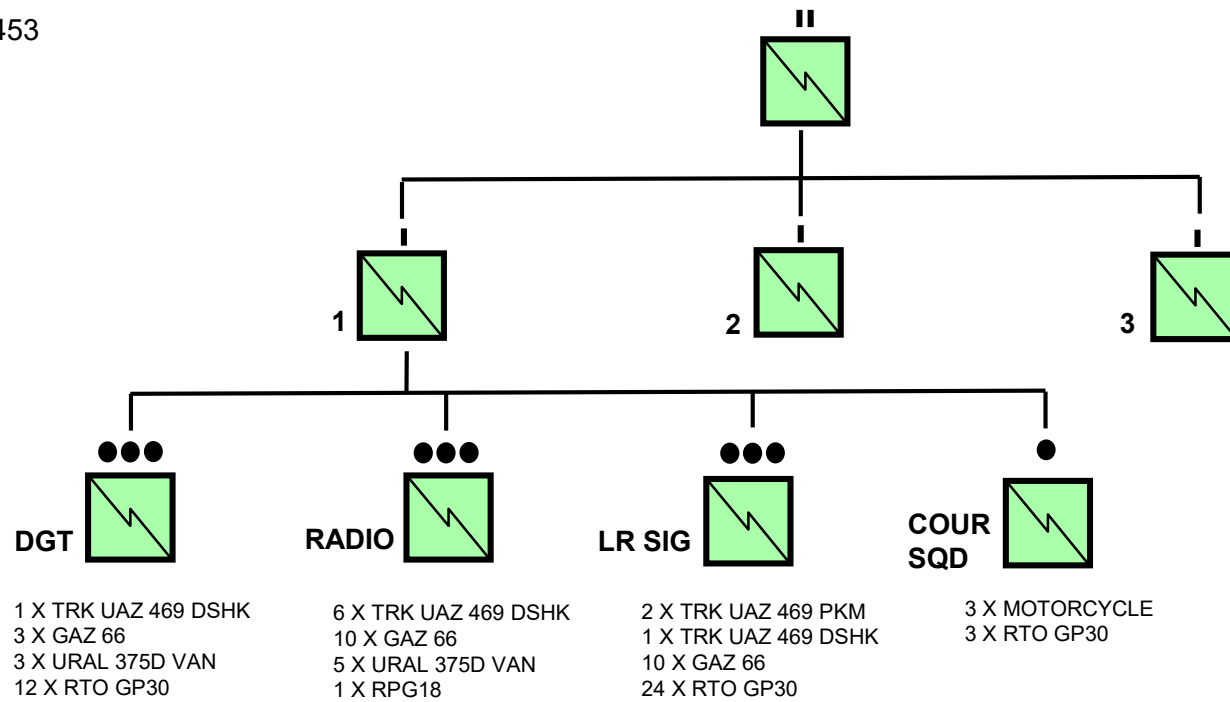 453
1
2
3
DGT
RADIO
LR SIG
COUR
SQD
1 X TRK UAZ 469 DSHK
3 X GAZ 66
3 X URAL 375D VAN
12 X RTO GP30
6 X TRK UAZ 469 DSHK
10 X GAZ 66
5 X URAL 375D VAN
1 X RPG18
2 X TRK UAZ 469 PKM
1 X TRK UAZ 469 DSHK
10 X GAZ 66
24 X RTO GP30
3 X MOTORCYCLE
3 X RTO GP30